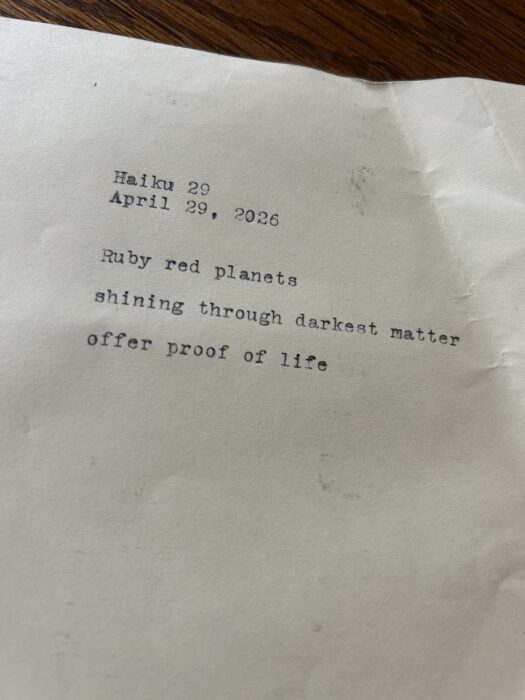 Haiku 29
April 29, 2026
Ruby red planets
shining through darkest matter
offer proof of life